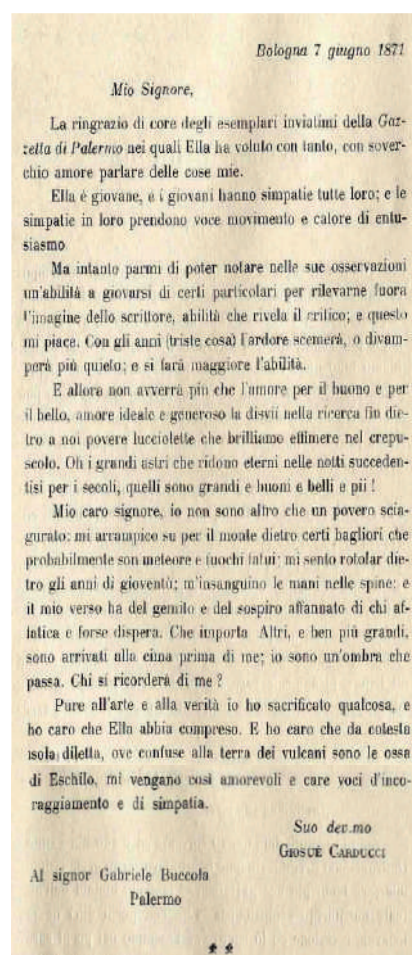 Bologna 7 giugno 1871
Mio Signore,
La ringrazio di core degli esemplari inviatimi della Gaz-
zetta di Palermo nei quali Ella ha voluto con tanto, con sover-
chio amore parlare delle cose mie.
Ella é giovane, e i giovani hanno simpatie tutte loro; e le
simpatie in loro prendono voce movimento e calore di entu-
siasmo
Ma intanto parmi di poter notare nelle sue osservazioni
un'abilità a giovarsi di certi particolari per rilevarne fuora
l'imagine dello scrittore, abilità che rivela il critico; e questo
mi piace. Con gli anni (triste cosa) l'ardore scemerà, o divam-
perà più quieto; e si farà maggiore l'abilità.
E allora non avverrà più che l'amore per il buono e per
il bello, amore ideale e generoso la disvii nella ricerca fin die-
tro a noi povere lucciolette che brilliamo effimere nel crepu-
scolo. Oh i grandi astri che ridono eterni nelle notti succeden-
tisi per i secoli, quelli sono grandi e buoni e belli e pii !
Mio caro signore, io non sono altro che un povero scia-
gurato: mi arrampico su per il monte dietro certi bagliori che
probabilmente son meteore e fuochi fatui: mi sento rotolar die-
tro gli anni di gioventù; m'insanguino le mani nelle spine: e
il mio verso ha del gemito e del sospiro affannato di chi af-
fatica e forse dispera. Che importa Altri, e ben più grandi,
sono arrivati alla cima prima di me; io sono un'ombra che
passa. Chi si ricorderà di me ?
Pure all'arte e alla verità io ho sacrificato qualcosa, e
ho caro che Ella abbia compreso. E ho caro che da cotesta
isola diletta, ove confuse alla terra dei vulcani sono le ossa
di Eschilo, mi vengano così amorevoli e care voci d'inco-
raggiamento e di simpatia.
Suo dev.mo
GIOSUÈ CARDUCCI
Al signor Gabriele Buccola
Palermo